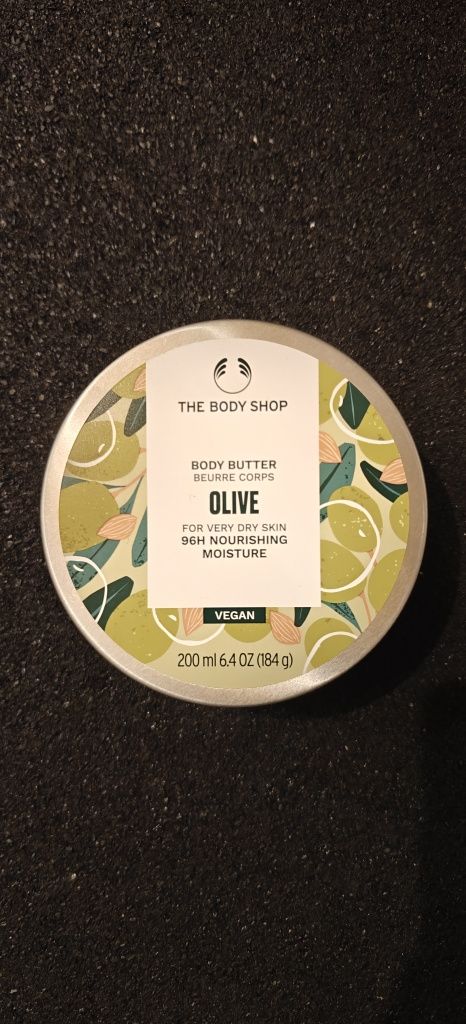 THE BODY SHOP
BODY BUTTER
BEURRE CORPS
OLIVE
FOR VERY DRY SKIN
96H NOURISHING
MOISTURE
VEGAN
200 ml 6.4 OZ (184 g)